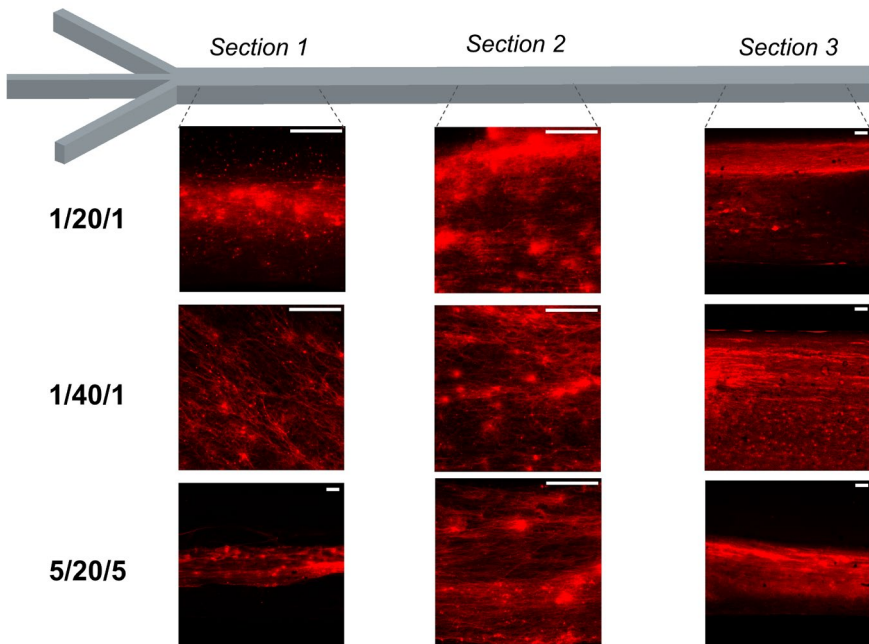 Section 1
Section 2
Section 3
1/20/1
1/40/1
5/20/5